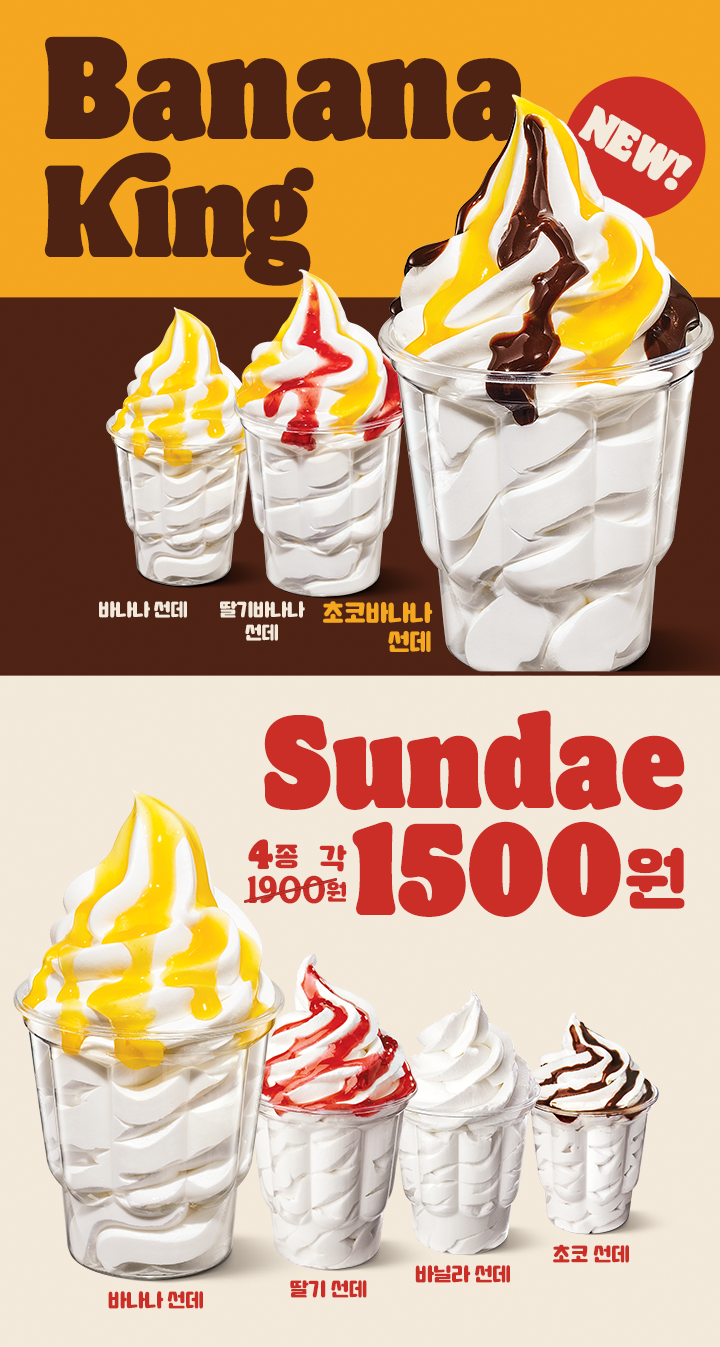 Banana
King
NEW!
바나나 선데
딸기바나나
선데
초코바나나
선데
Sundae
4종 각
1900원
1500원
바나나 선데
딸기 선데
바닐라 선데
초코 선데